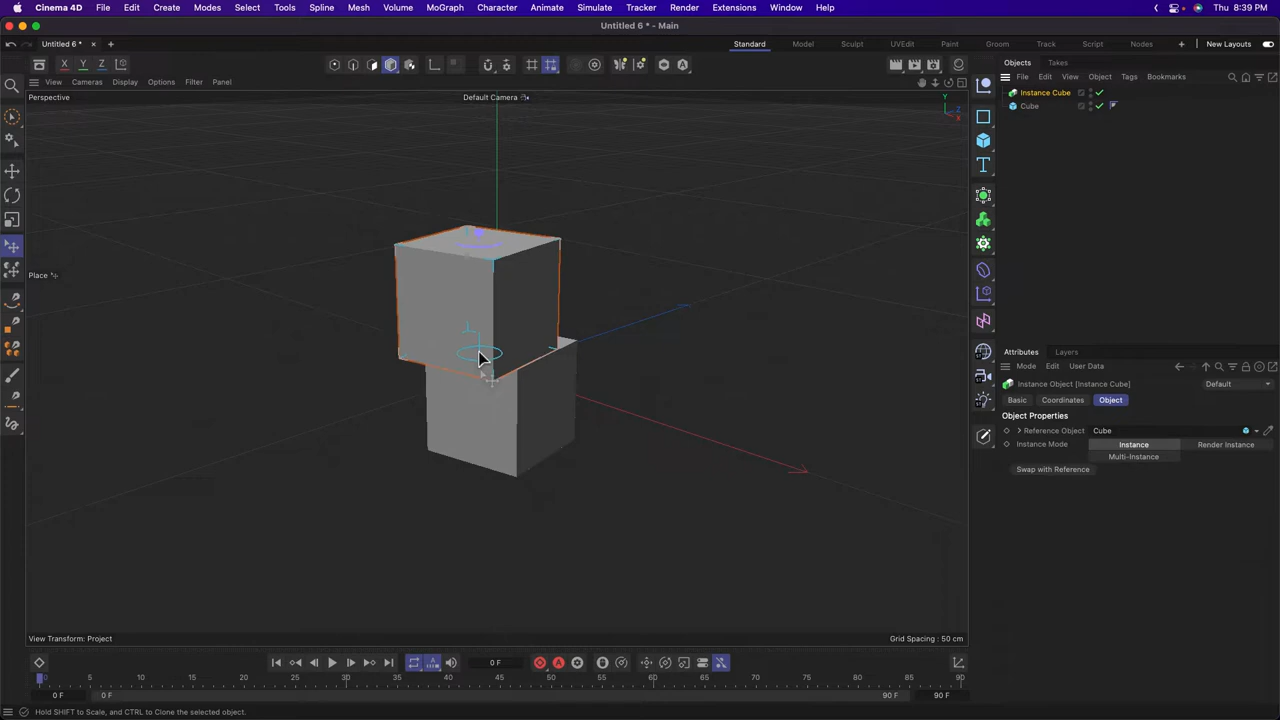 Cinema 4D File Edit Create Modes Select Tools Spline Mesh Volume MoGraph Character Animate Simulate Tracker Render Extensions Window Help Thu 8:39 PM
Untitled 6 * - Main
Untitled 6 * × + Standard Model Sculpt UVEdit Paint Groom Track Script Nodes + New Layouts
X Y Z
Objects Takes
View Cameras Display Options Filter Panel
File Edit View Object Tags Bookmarks
Perspective
Default Camera
Y
Z
X
Instance Cube
Cube
Place
Attributes Layers
Mode Edit User Data
Instance Object [Instance Cube] Default
Basic Coordinates Object
Object Properties
Reference Object Cube
Instance Mode Instance Render Instance
Multi-Instance
Swap with Reference
View Transform: Project
Grid Spacing : 50 cm
0 F
0 5 10 15 20 25 30 35 40 45 50 55 60 65 70 75 80 85 90
0 F 0 F 90 F 90 F
Hold SHIFT to Scale, and CTRL to Clone the selected object.